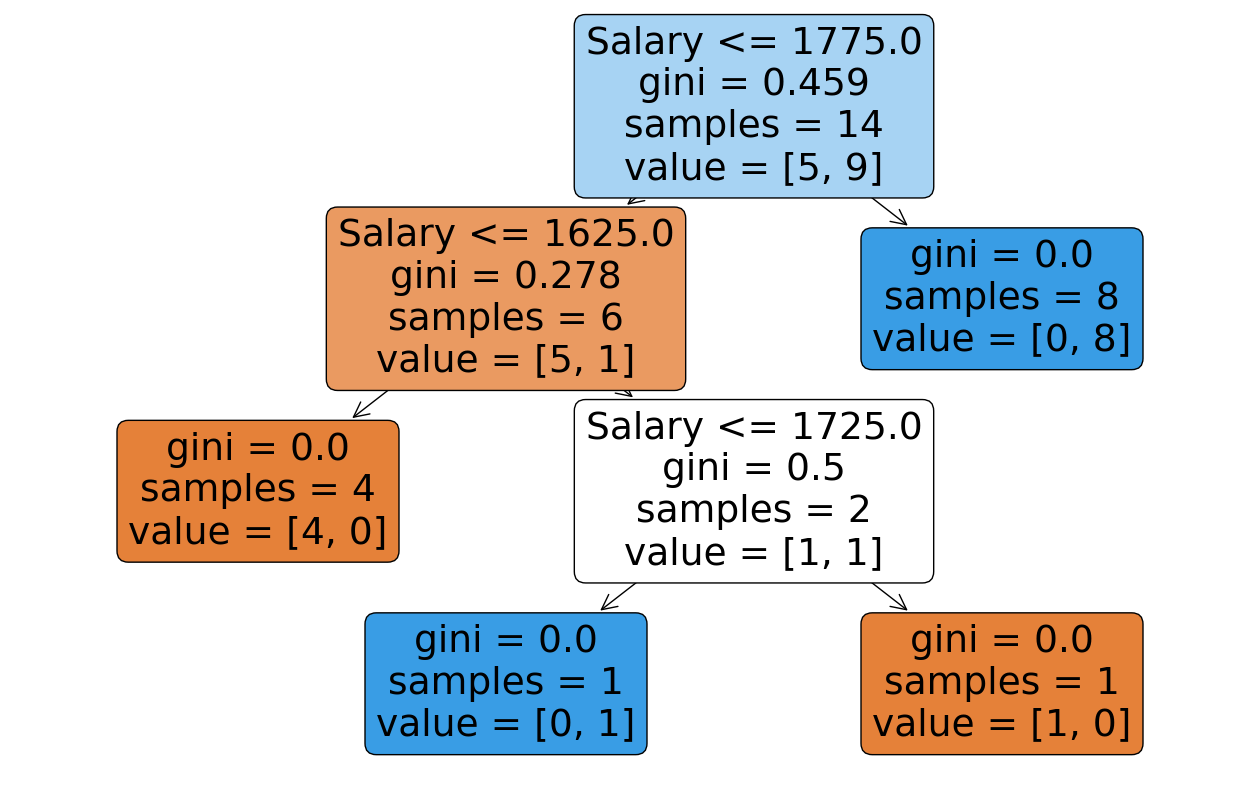 Salary <= 1775.0
gini = 0.459
samples = 14
value = [5, 9]
Salary <= 1625.0
gini = 0.278
samples = 6
value = [5, 1]
gini = 0.0
samples = 8
value = [0, 8]
gini = 0.0
samples = 4
value = [4, 0]
Salary <= 1725.0
gini = 0.5
samples = 2
value = [1, 1]
gini = 0.0
samples = 1
value = [0, 1]
gini = 0.0
samples = 1
value = [1, 0]